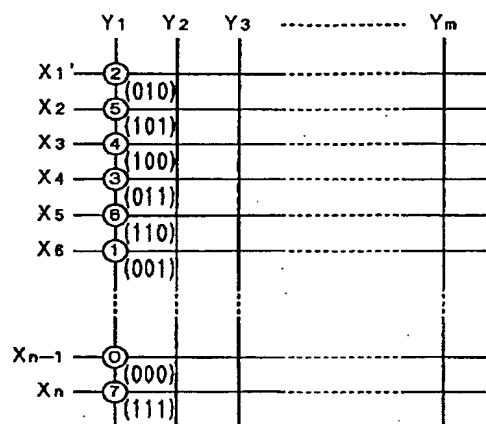 Y1 Y2 Y3 Ym
X1' 2
(010)
X2 5
(101)
X3 4
(100)
X4 3
(011)
X5 6
(110)
X6 1
(001)
Xn-1 0
(000)
Xn 7
(111)